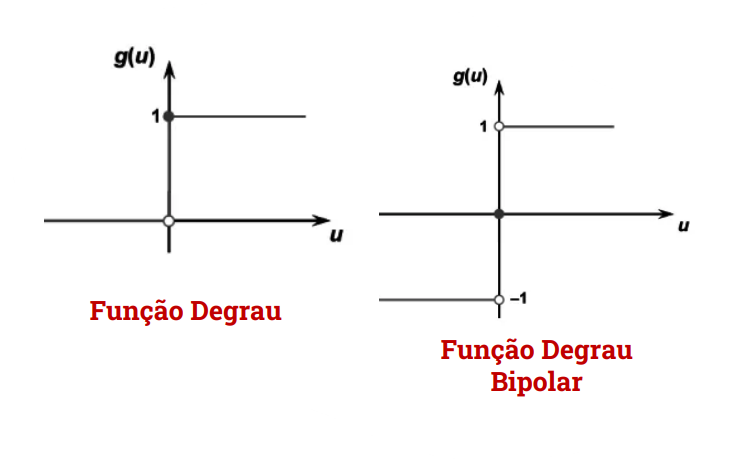 g(u)
1
u
Função Degrau
g(u)
1
u
–1
Função Degrau
Bipolar